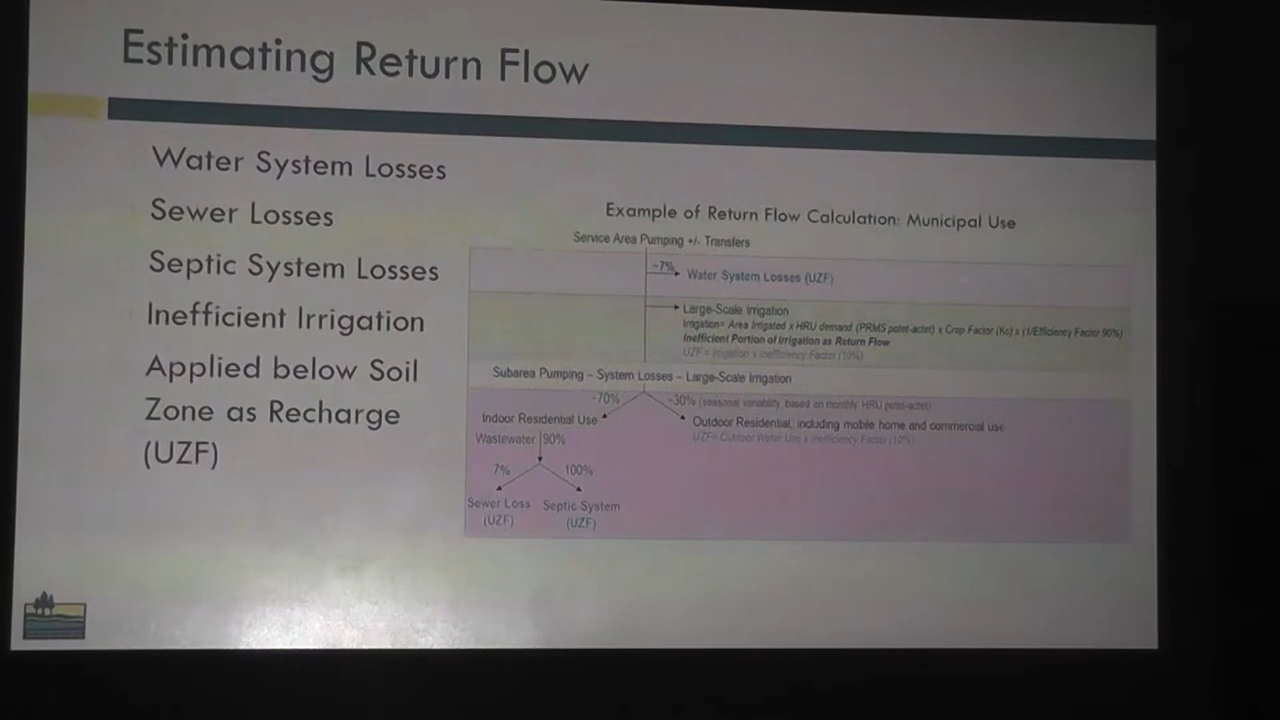 Estimating Return Flow
Water System Losses
Sewer Losses
Septic System Losses
Inefficient Irrigation
Applied below Soil
Zone as Recharge
(UZF)
Example of Return Flow Calculation: Municipal Use
Service Area Pumping +/- Transfers
~7%
Water System Losses (UZF)
Large-Scale Irrigation
Irrigation= Area Irrigated x HRU demand (PRMS potet-actet) x Crop Factor (Kc) x (1/Efficiency Factor 90%)
Inefficient Portion of Irrigation as Return Flow
UZF = Irrigation x Inefficiency Factor (10%)
Subarea Pumping – System Losses – Large-Scale Irrigation
~70%
~30% (seasonal variability, based on monthly HRU potet-actet)
Indoor Residential Use
Outdoor Residential, including mobile home and commercial use
Wastewater 90%
UZF= Outdoor Water Use x Inefficiency Factor (10%)
7%
100%
Sewer Loss
(UZF)
Septic System
(UZF)